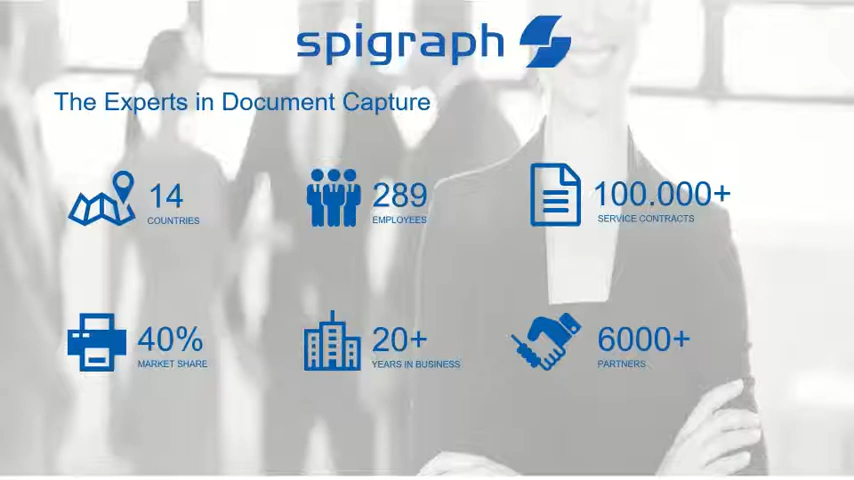 spigraph
The Experts in Document Capture
14
COUNTRIES
289
EMPLOYEES
100.000+
SERVICE CONTRACTS
40%
MARKET SHARE
20+
YEARS IN BUSINESS
6000+
PARTNERS